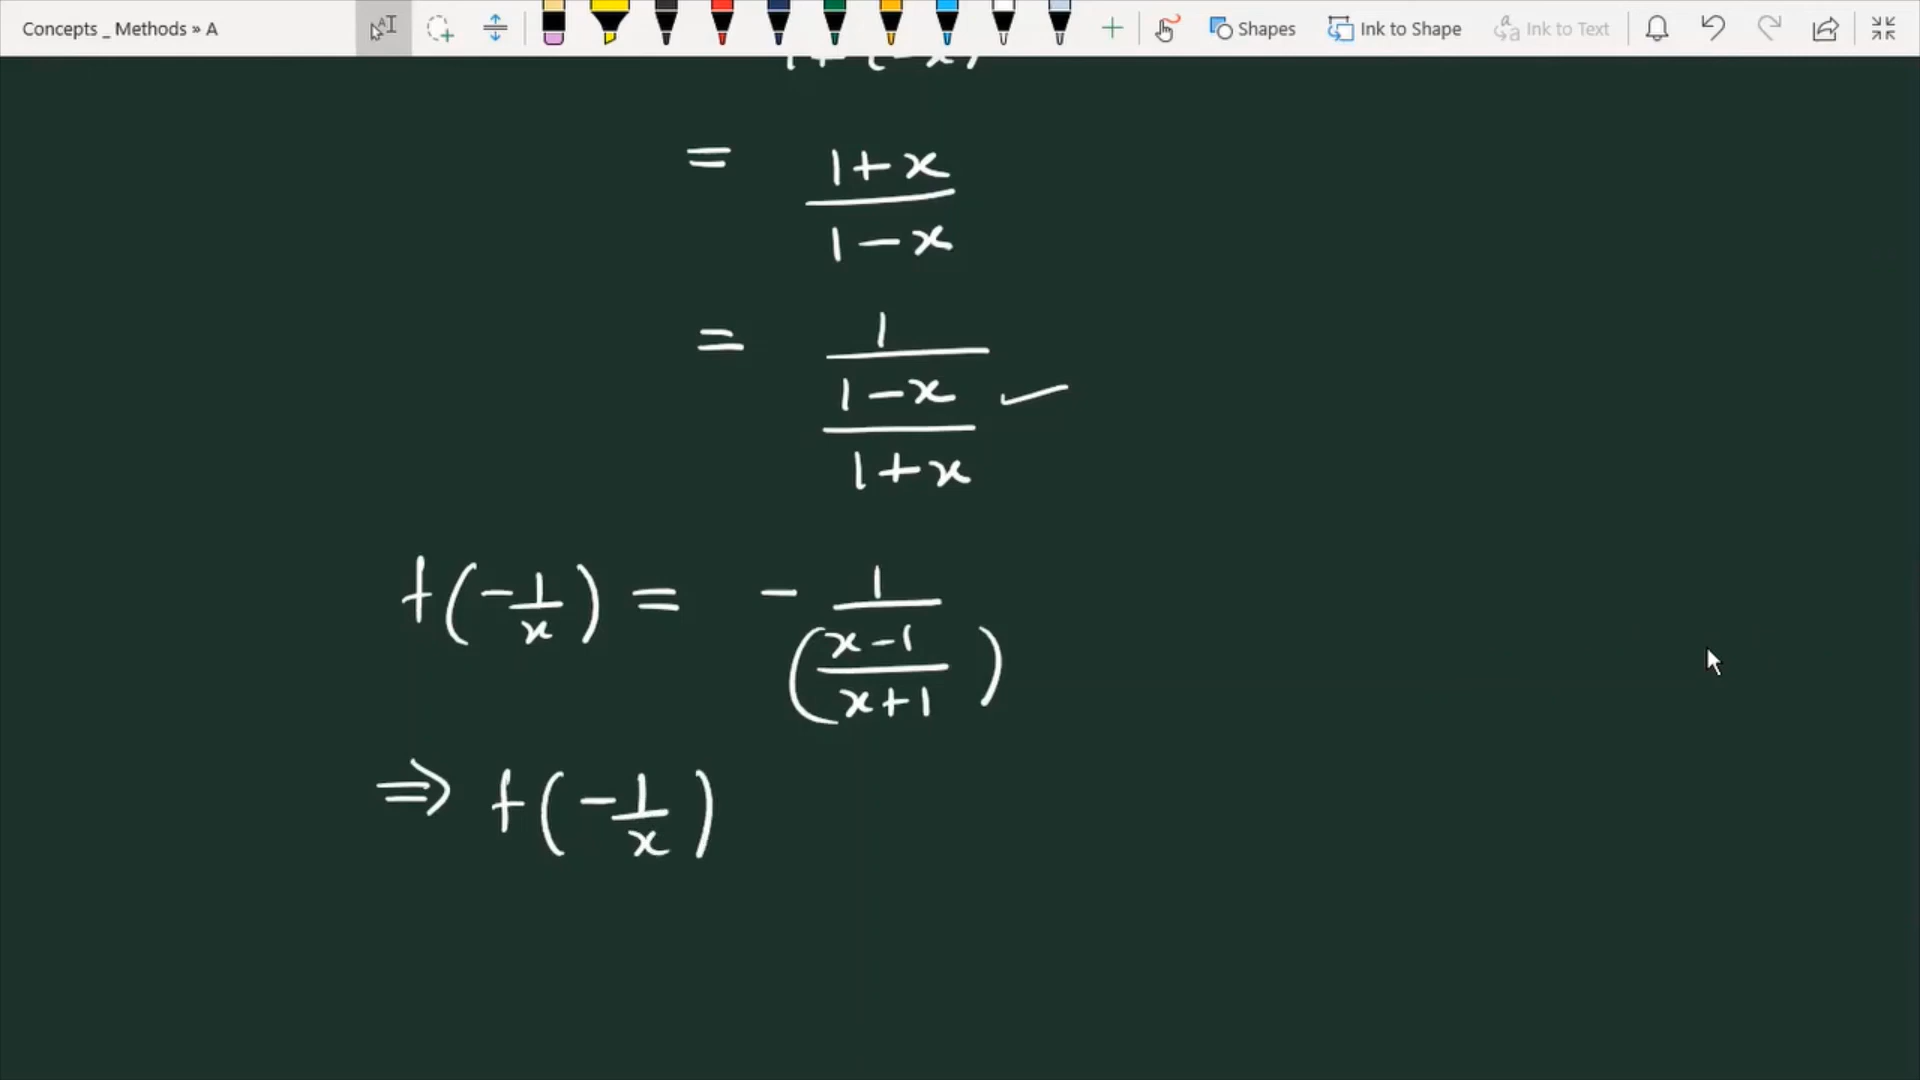 Concepts _ Methods » A
Shapes Ink to Shape Ink to Text
1 + (-x)
= 1+x
1-x
= 1
1-x ✓
1+x
f(-1/x) = - 1
(x-1
x+1)
⇒ f(-1/x)